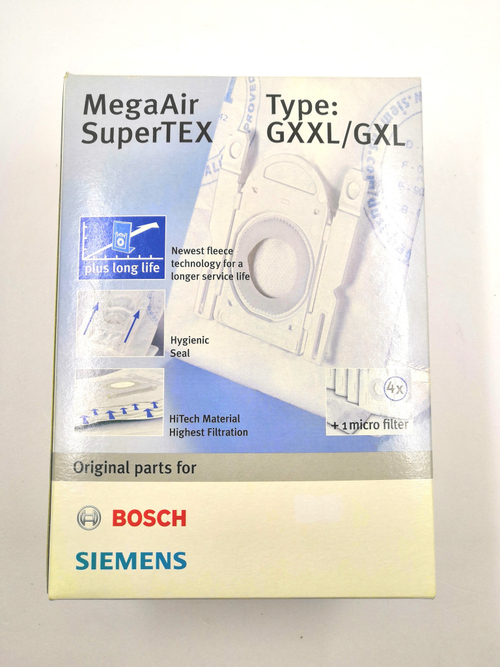 MegaAir
SuperTEX
Type:
GXXL/GXL
plus long life
Newest fleece
technology for a
longer service life
Hygienic
Seal
HiTech Material
Highest Filtration
4x
+ 1 micro filter
Original parts for
BOSCH
SIEMENS